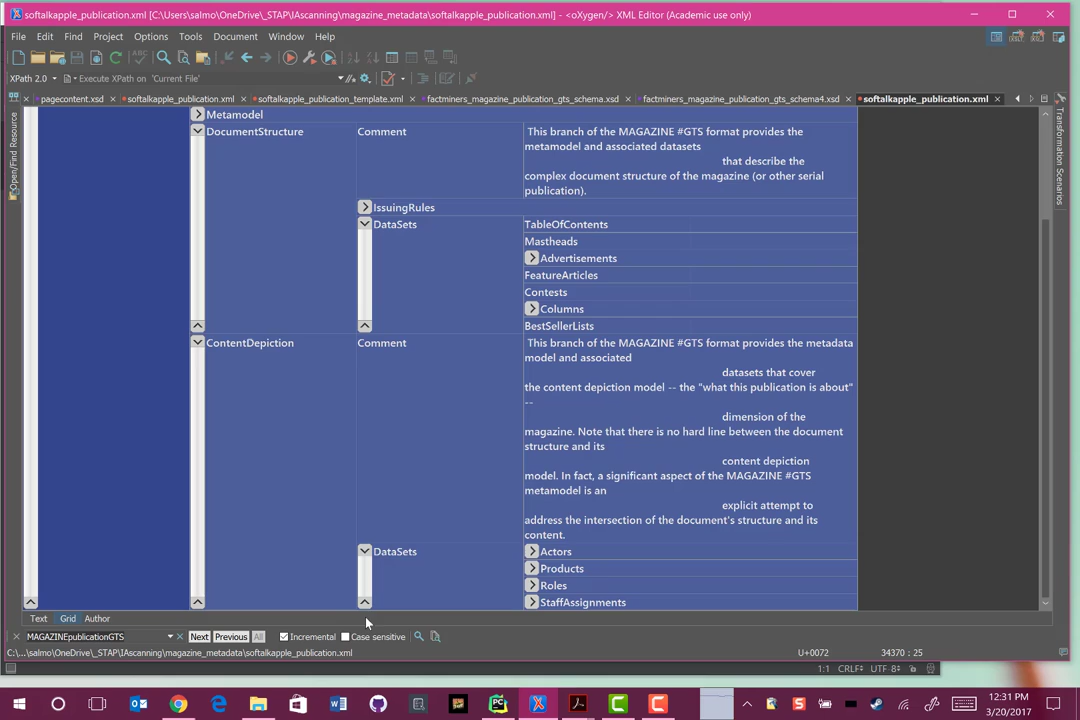 softalkapple_publication.xml [C:\Users\salmo\OneDrive\_STAP\IAscanning\magazine_metadata\softalkapple_publication.xml] - <oXygen/> XML Editor (Academic use only)
File Edit Find Project Options Tools Document Window Help
XPath 2.0 Execute XPath on 'Current File'
pagecontent.xsd softalkapple_publication.xml softalkapple_publication_template.xml factminers_magazine_publication_gts_schema.xsd factminers_magazine_publication_gts_schema4.xsd softalkapple_publication.xml
Open/Find Resource
Transformation Scenarios
Metamodel
DocumentStructure Comment This branch of the MAGAZINE #GTS format provides the
metamodel and associated datasets
that describe the
complex document structure of the magazine (or other serial
publication).
IssuingRules
DataSets TableOfContents
Mastheads
Advertisements
FeatureArticles
Contests
Columns
BestSellerLists
ContentDepiction Comment This branch of the MAGAZINE #GTS format provides the metadata
model and associated
datasets that cover
the content depiction model -- the "what this publication is about"
--
dimension of the
magazine. Note that there is no hard line between the document
structure and its
content depiction
model. In fact, a significant aspect of the MAGAZINE #GTS
metamodel is an
explicit attempt to
address the intersection of the document's structure and its
content.
DataSets Actors
Products
Roles
StaffAssignments
Text Grid Author
MAGAZINEpublicationGTS Next Previous All Incremental Case sensitive
C:\...\salmo\OneDrive\_STAP\IAscanning\magazine_metadata\softalkapple_publication.xml U+0072 34370 : 25
1:1 CRLF UTF-8
12:31 PM
3/20/2017